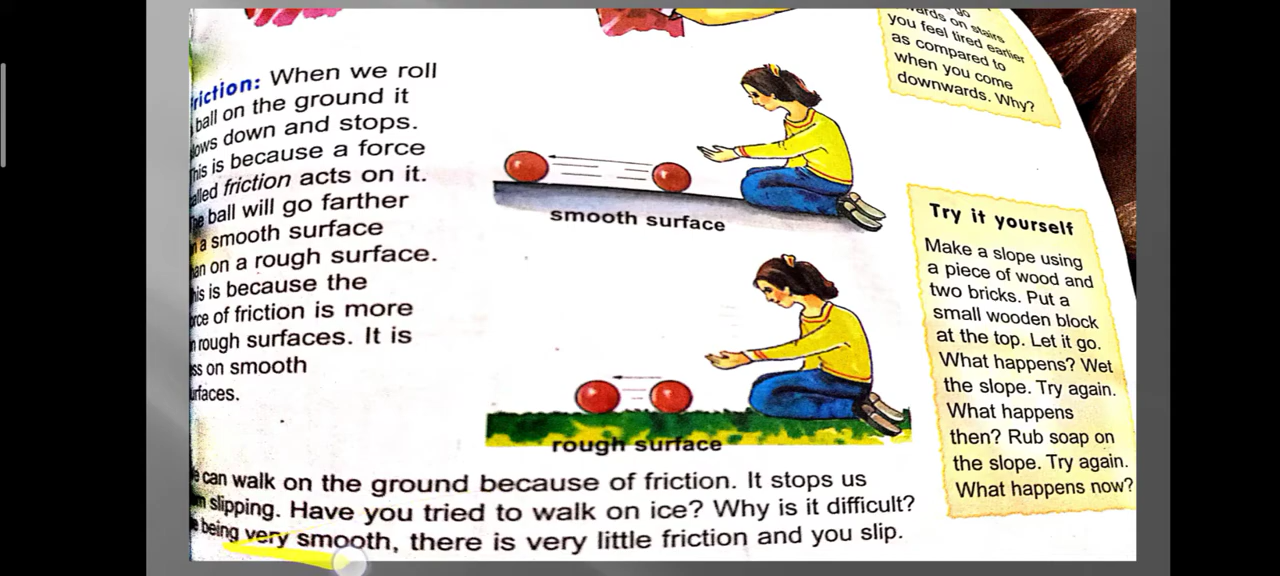 riction: When we roll
ball on the ground it
ows down and stops.
his is because a force
alled friction acts on it.
he ball will go farther
n a smooth surface
an on a rough surface.
his is because the
rce of friction is more
n rough surfaces. It is
ss on smooth
urfaces.
smooth surface
rough surface
can walk on the ground because of friction. It stops us
m slipping. Have you tried to walk on ice? Why is it difficult?
e being very smooth, there is very little friction and you slip.
go
wards on stairs
you feel tired earlier
as compared to
when you come
downwards. Why?
Try it yourself
Make a slope using
a piece of wood and
two bricks. Put a
small wooden block
at the top. Let it go.
What happens? Wet
the slope. Try again.
What happens
then? Rub soap on
the slope. Try again.
What happens now?